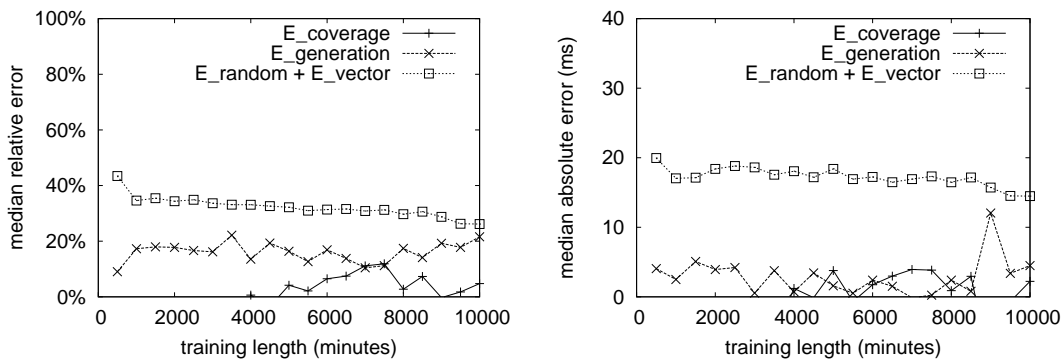 100%
80%
60%
40%
20%
0%
0
2000
4000
6000
8000
10000
median relative error
training length (minutes)
E_coverage
E_generation
E_random + E_vector
40
30
20
10
0
0
2000
4000
6000
8000
10000
median absolute error (ms)
training length (minutes)
E_coverage
E_generation
E_random + E_vector